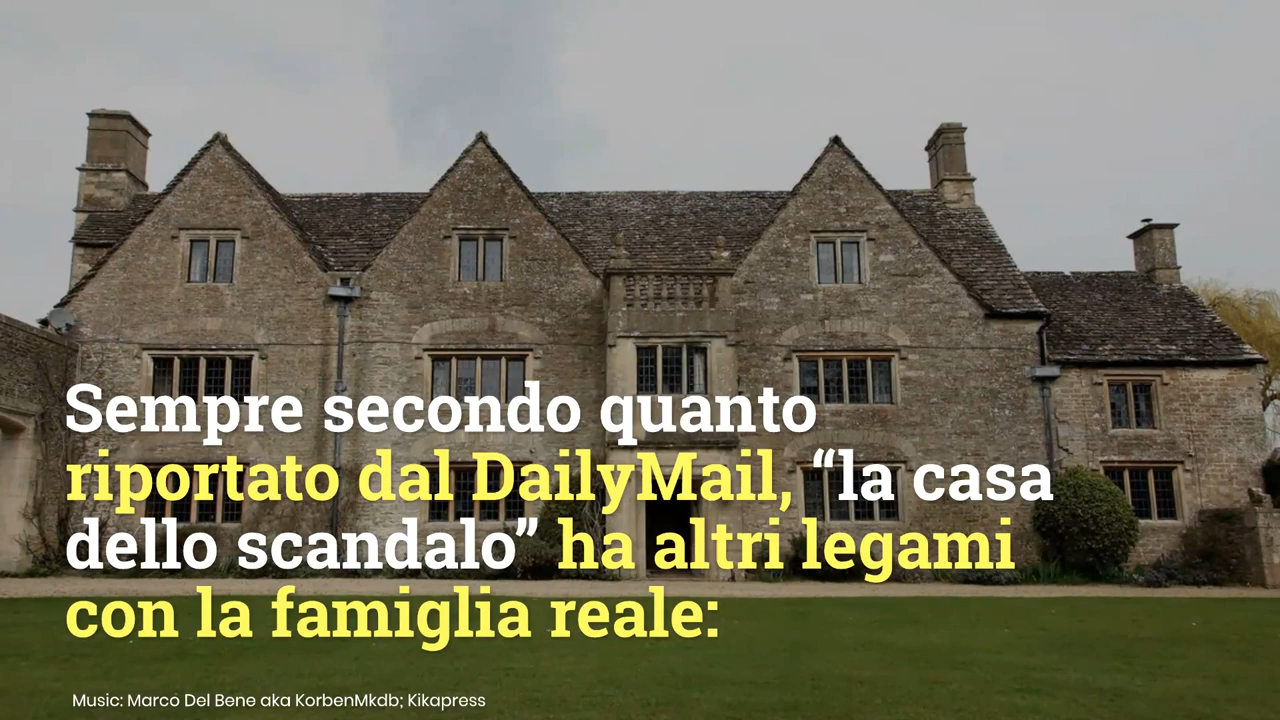 Sempre secondo quanto
riportato dal DailyMail, “la casa
dello scandalo” ha altri legami
con la famiglia reale:
Music: Marco Del Bene aka KorbenMkdb; Kikapress